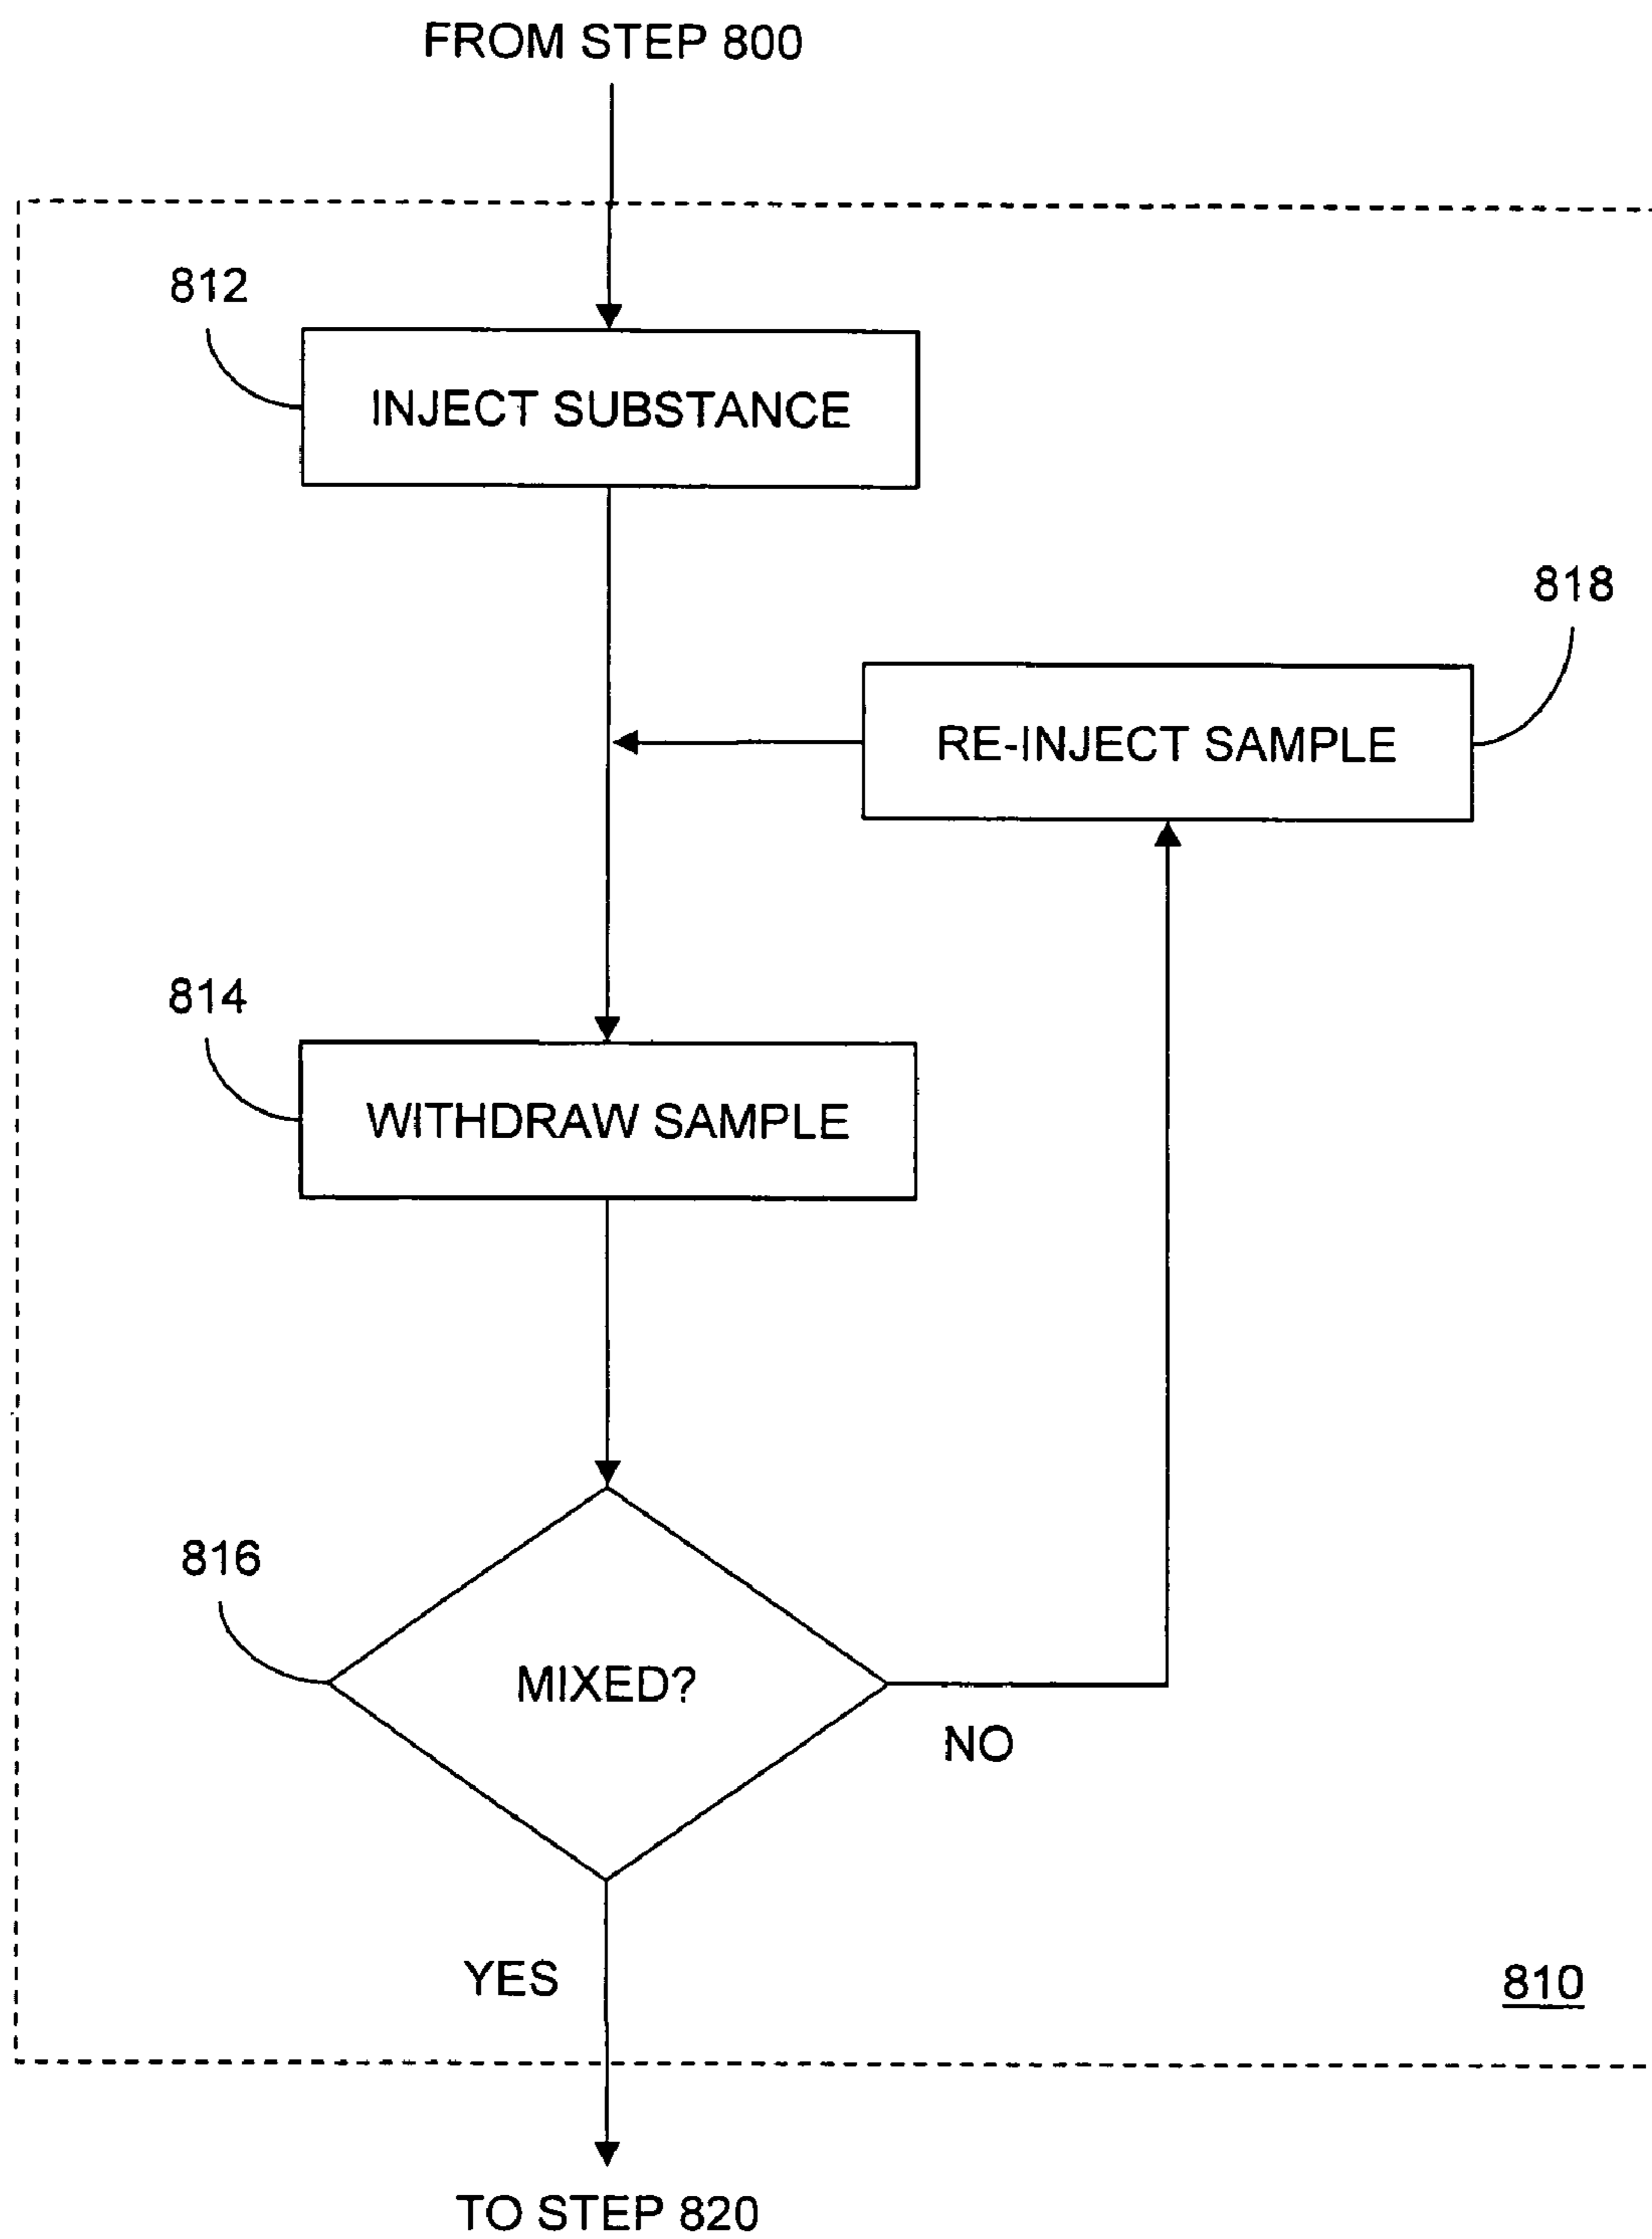 FROM STEP 800
812
INJECT SUBSTANCE
818
RE-INJECT SAMPLE
814
WITHDRAW SAMPLE
816
MIXED?
NO
YES
810
TO STEP 820